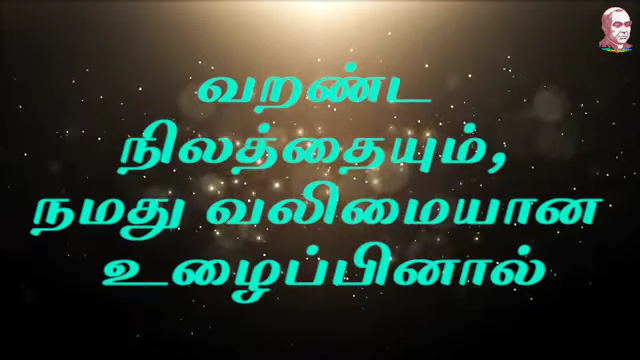 வறண்ட
நிலத்தையும்,
நமது வலிமையான
உழைப்பினால்